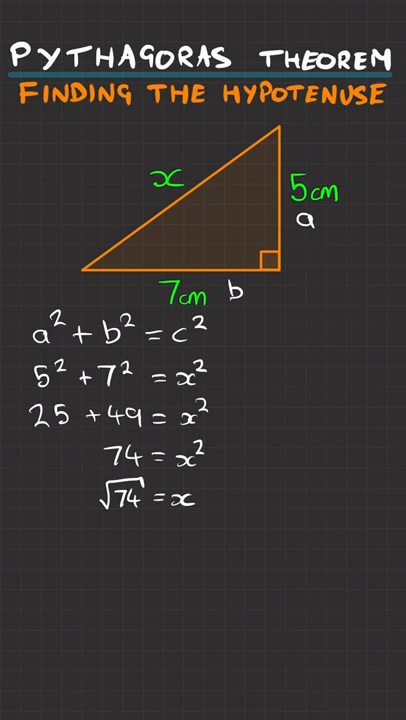 PYTHAGORAS THEOREM
FINDING THE HYPOTENUSE
x
5cm
a
7cm b
a² + b² = c²
5² + 7² = x²
25 + 49 = x²
74 = x²
√74 = x